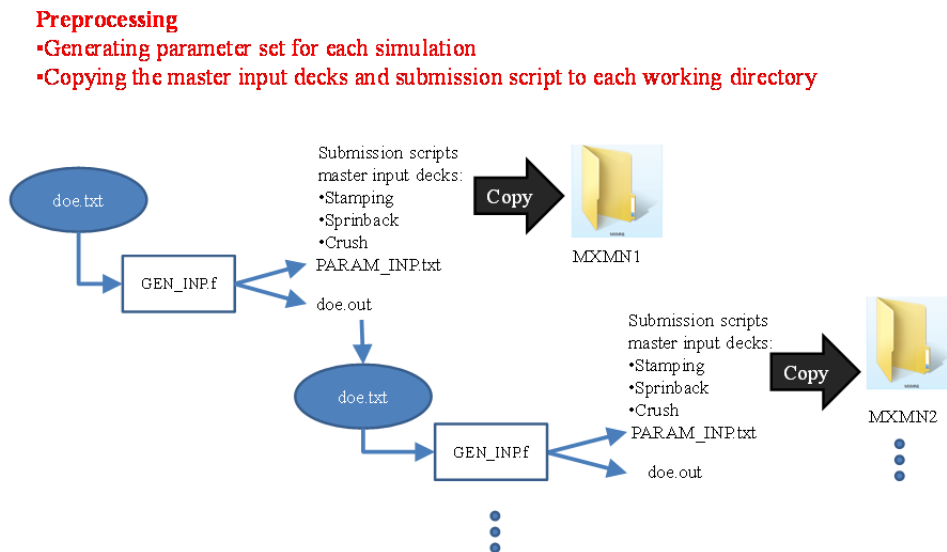 Preprocessing
▪Generating parameter set for each simulation
▪Copying the master input decks and submission script to each working directory
doe.txt
GEN_INP.f
Submission scripts
master input decks:
•Stamping
•Sprinback
•Crush
PARAM_INP.txt
doe.out
Copy
MXMN1
doe.txt
GEN_INP.f
Submission scripts
master input decks:
•Stamping
•Sprinback
•Crush
PARAM_INP.txt
doe.out
Copy
MXMN2